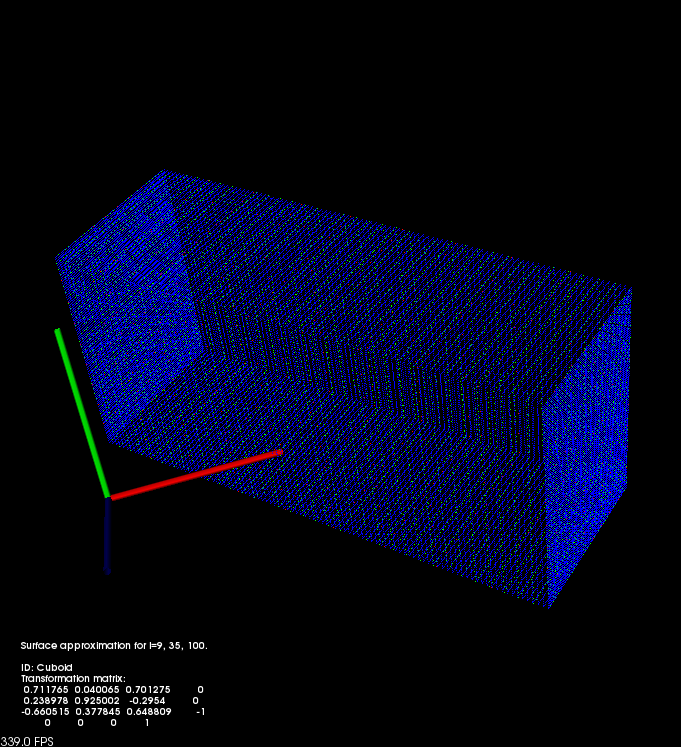 Surface approximation for l=9, 35, 100.
ID: Cuboid
Transformation matrix:
0.711765 0.040065 0.701275 0
0.238978 0.925002 -0.2954 0
-0.660515 0.377845 0.648809 -1
0 0 0 1
339.0 FPS